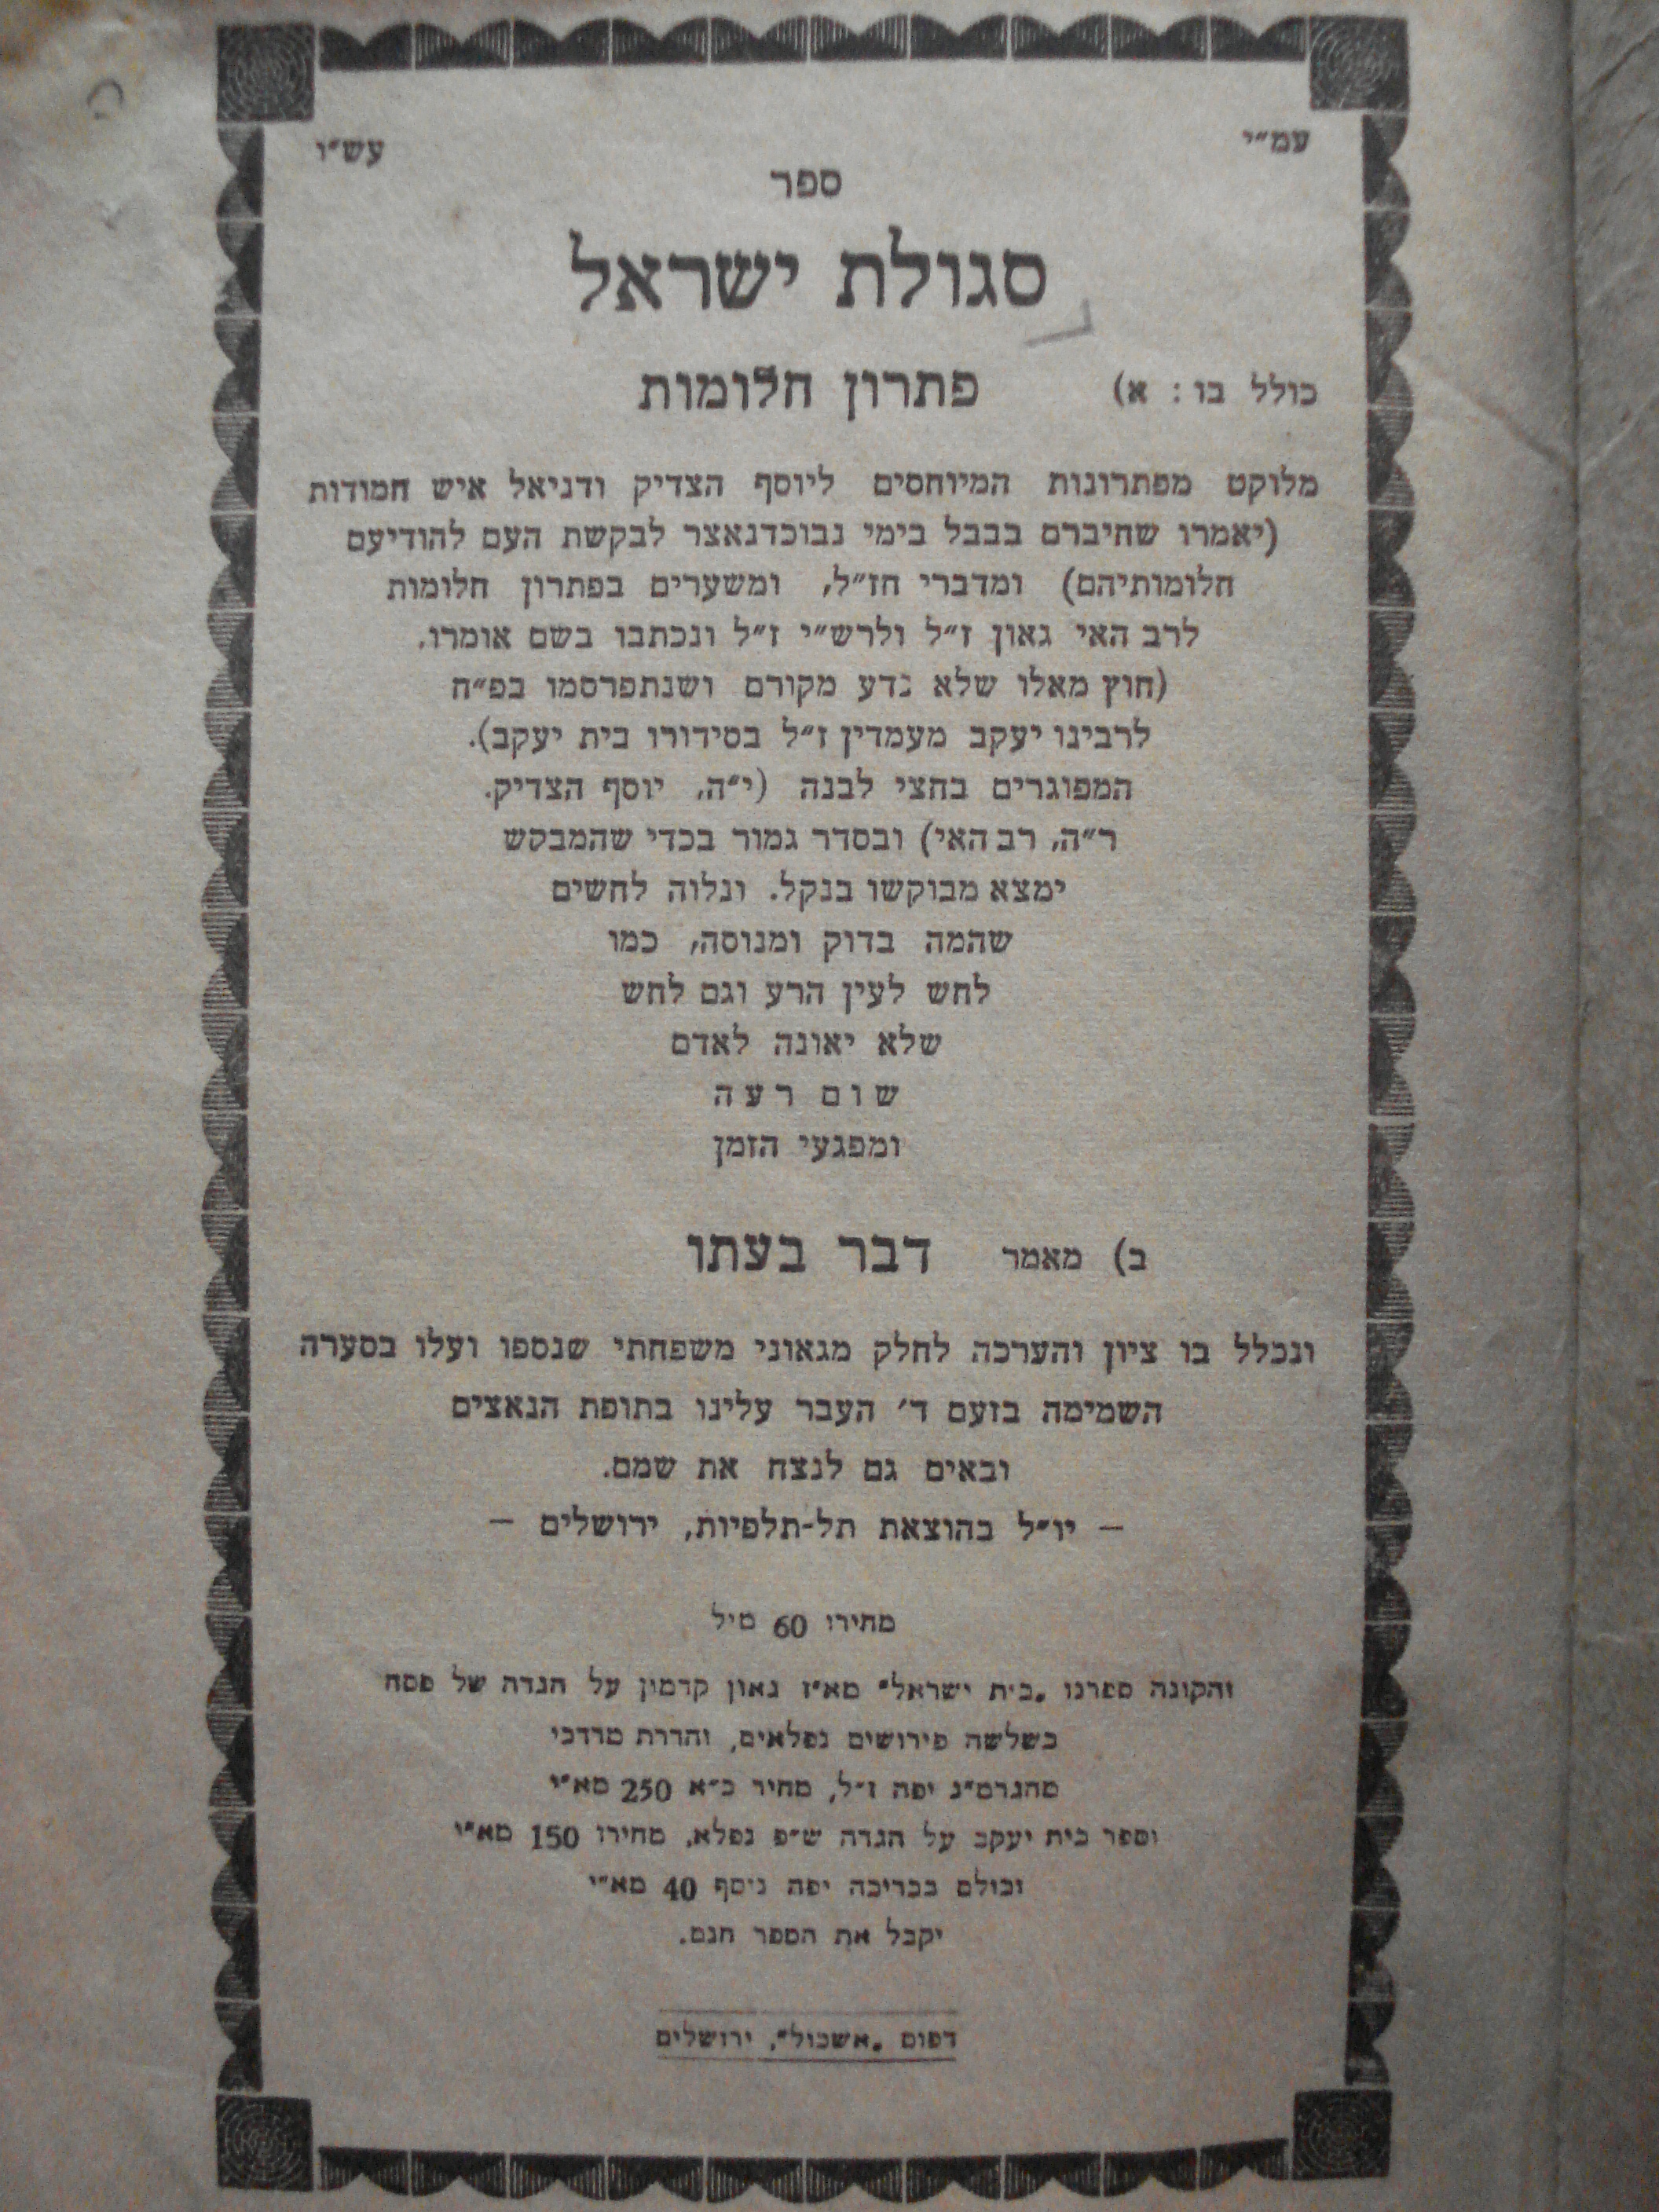 עמ״י עש״ו
ספר
סגולת ישראל
כולל בו : א) פתרון חלומות
מלוקט מפתרונות המיוחסים ליוסף הצדיק ודניאל איש חמודות
(יאמרו שחיברם בבבל בימי נבוכדנאצר לבקשת העם להודיעם
חלומותיהם) ומדברי חז״ל, ומשערים בפתרון חלומות
לרב האי גאון ז״ל ולרש״י ז״ל ונכתבו בשם אומרו.
(חוץ מאלו שלא נדע מקורם ושנתפרסמו בפ״ח
לרבינו יעקב מעמדין ז״ל בסידורו בית יעקב).
המפוגרים בחצי לבנה (י״ה, יוסף הצדיק.
ר״ה, רב האי) ובסדר גמור בכדי שהמבקש
ימצא מבוקשו בנקל. ונלוה לחשים
שהמה בדוק ומנוסה, כמו
לחש לעין הרע וגם לחש
שלא יאונה לאדם
שום רעה
ומפגעי הזמן
ב) מאמר דבר בעתו
ונכלל בו ציון והערכה לחלק מגאוני משפחתי שנספו ועלו בסערה
השמימה בזעם ד׳ העבר עלינו בתופת הנאצים
ובאים גם לנצח את שמם.
— יו״ל בהוצאת תל-תלפיות, ירושלים —
מחירו 60 מיל
והקונה ספרנו „בית ישראל״ מא״ז גאון קדמון על הגדה של פסח
בשלשה פירושים נפלאים, והדרת מרדכי
מהגרמ״נ יפה ז״ל, מחיר כ״א 250 מא״י
וספר בית יעקב על הגדה ש״פ נפלא, מחירו 150 מא״י
וכולם בכריכה יפה ניסף 40 מא״י
יקבל את הספר חנם.
דפוס „אשכול״, ירושלים